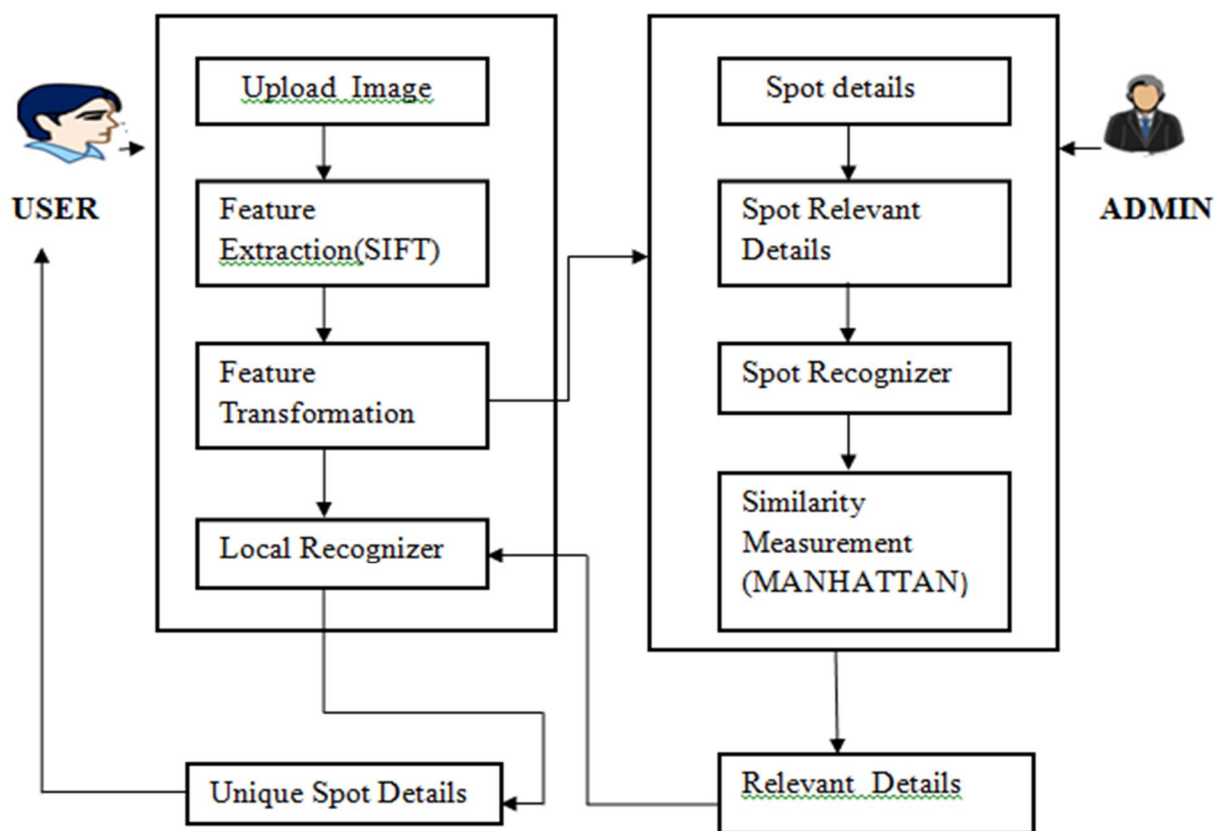 Upload Image
Spot details
USER
Feature
Extraction(SIFT)
Spot Relevant
Details
ADMIN
Feature
Transformation
Spot Recognizer
Local Recognizer
Similarity
Measurement
(MANHATTAN)
Unique Spot Details
Relevant Details